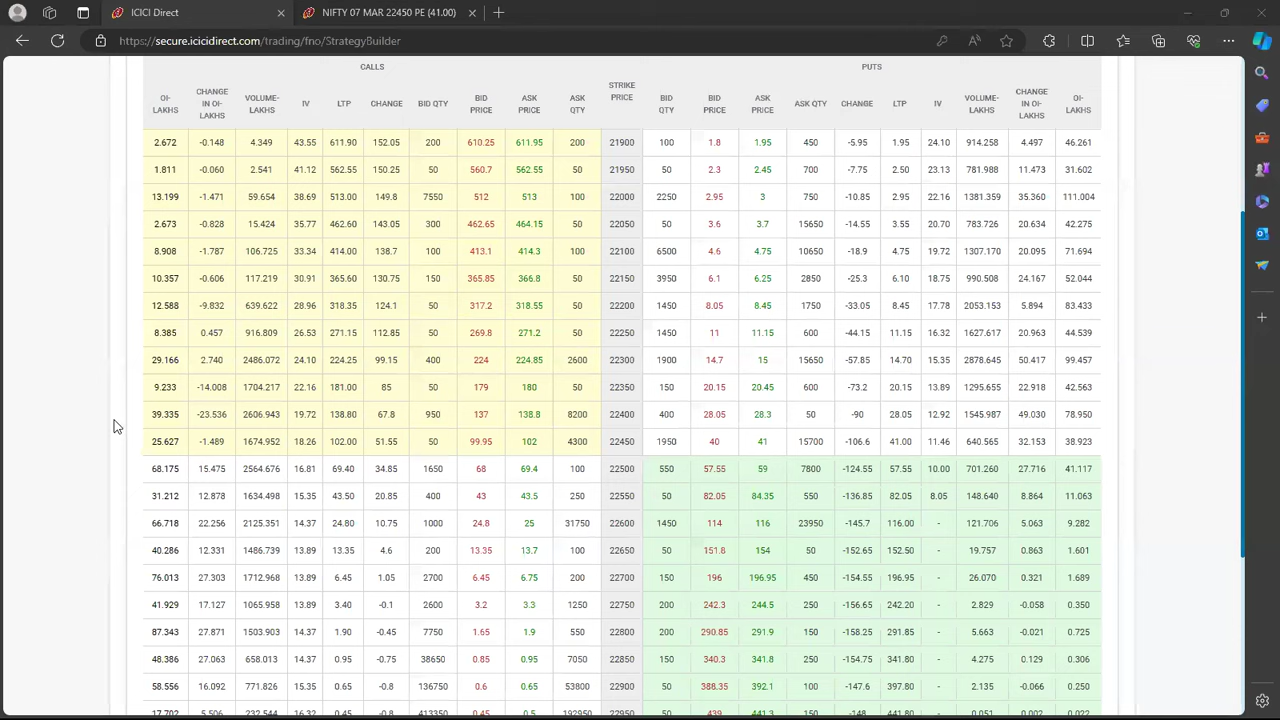 ICICI Direct
NIFTY 07 MAR 22450 PE (41.00)
https://secure.icicidirect.com/trading/fno/StrategyBuilder
CALLS PUTS
OI-LAKHS CHANGE IN OI-LAKHS VOLUME-LAKHS IV LTP CHANGE BID QTY BID PRICE ASK PRICE ASK QTY STRIKE PRICE BID QTY BID PRICE ASK PRICE ASK QTY CHANGE LTP IV VOLUME-LAKHS CHANGE IN OI-LAKHS OI-LAKHS
2.672 -0.148 4.349 43.55 611.90 152.05 200 610.25 611.95 200 21900 100 1.8 1.95 450 -5.95 1.95 24.10 914.258 4.497 46.261
1.811 -0.060 2.541 41.12 562.55 150.25 50 560.7 562.55 50 21950 50 2.3 2.45 700 -7.75 2.50 23.13 781.988 11.473 31.602
13.199 -1.471 59.654 38.69 513.00 149.8 7550 512 513 100 22000 2250 2.95 3 750 -10.85 2.95 22.16 1381.359 35.360 111.004
2.673 -0.828 15.424 35.77 462.60 143.05 300 462.65 464.15 50 22050 50 3.6 3.7 15650 -14.55 3.55 20.70 783.726 20.634 42.275
8.908 -1.787 106.725 33.34 414.00 138.7 100 413.1 414.3 100 22100 6500 4.6 4.75 10650 -18.9 4.75 19.72 1307.170 20.095 71.694
10.357 -0.606 117.219 30.91 365.60 130.75 150 365.85 366.8 50 22150 3950 6.1 6.25 2850 -25.3 6.10 18.75 990.508 24.167 52.044
12.588 -9.832 639.622 28.96 318.35 124.1 50 317.2 318.55 50 22200 1450 8.05 8.45 1750 -33.05 8.45 17.78 2053.153 5.894 83.433
8.385 0.457 916.809 26.53 271.15 112.85 50 269.8 271.2 50 22250 1450 11 11.15 600 -44.15 11.15 16.32 1627.617 20.963 44.539
29.166 2.740 2486.072 24.10 224.25 99.15 400 224 224.85 2600 22300 1900 14.7 15 15650 -57.85 14.70 15.35 2878.645 50.417 99.457
9.233 -14.008 1704.217 22.16 181.00 85 50 179 180 50 22350 150 20.15 20.45 600 -73.2 20.15 13.89 1295.655 22.918 42.563
39.335 -23.536 2606.943 19.72 138.80 67.8 950 137 138.8 8200 22400 400 28.05 28.3 50 -90 28.05 12.92 1545.987 49.030 78.950
25.627 -1.489 1674.952 18.26 102.00 51.55 50 99.95 102 4300 22450 1950 40 41 15700 -106.6 41.00 11.46 640.565 32.153 38.923
68.175 15.475 2564.676 16.81 69.40 34.85 1650 68 69.4 100 22500 550 57.55 59 7800 -124.55 57.55 10.00 701.260 27.716 41.117
31.212 12.878 1634.498 15.35 43.50 20.85 400 43 43.5 250 22550 50 82.05 84.35 550 -136.85 82.05 8.05 148.640 8.864 11.063
66.718 22.256 2125.351 14.37 24.80 10.75 1000 24.8 25 31750 22600 1450 114 116 23950 -145.7 116.00 - 121.706 5.063 9.282
40.286 12.331 1486.739 13.89 13.35 4.6 200 13.35 13.7 100 22650 50 151.8 154 50 -152.65 152.50 - 19.757 0.863 1.601
76.013 27.303 1712.968 13.89 6.45 1.05 2700 6.45 6.75 200 22700 150 196 196.95 450 -154.55 196.95 - 26.070 0.321 1.689
41.929 17.127 1065.958 13.89 3.40 -0.1 2600 3.2 3.3 1250 22750 200 242.3 244.5 250 -156.65 242.20 - 2.829 -0.058 0.350
87.343 27.871 1503.903 14.37 1.90 -0.45 7750 1.65 1.9 550 22800 200 290.85 291.9 150 -158.25 291.85 - 5.663 -0.021 0.725
48.386 27.063 658.013 14.37 0.95 -0.75 38650 0.85 0.95 7050 22850 150 340.3 341.8 250 -154.75 341.80 - 4.275 0.129 0.306
58.556 16.092 771.826 15.35 0.65 -0.8 136750 0.6 0.65 53800 22900 50 388.35 392.1 100 -147.6 397.80 - 2.135 -0.066 0.250
17.702 5.506 232.544 16.32 0.45 -0.8 413350 0.45 0.5 192950 22950 50 439 441.3 50 -148 441.80 - 0.051 0.002 0.022